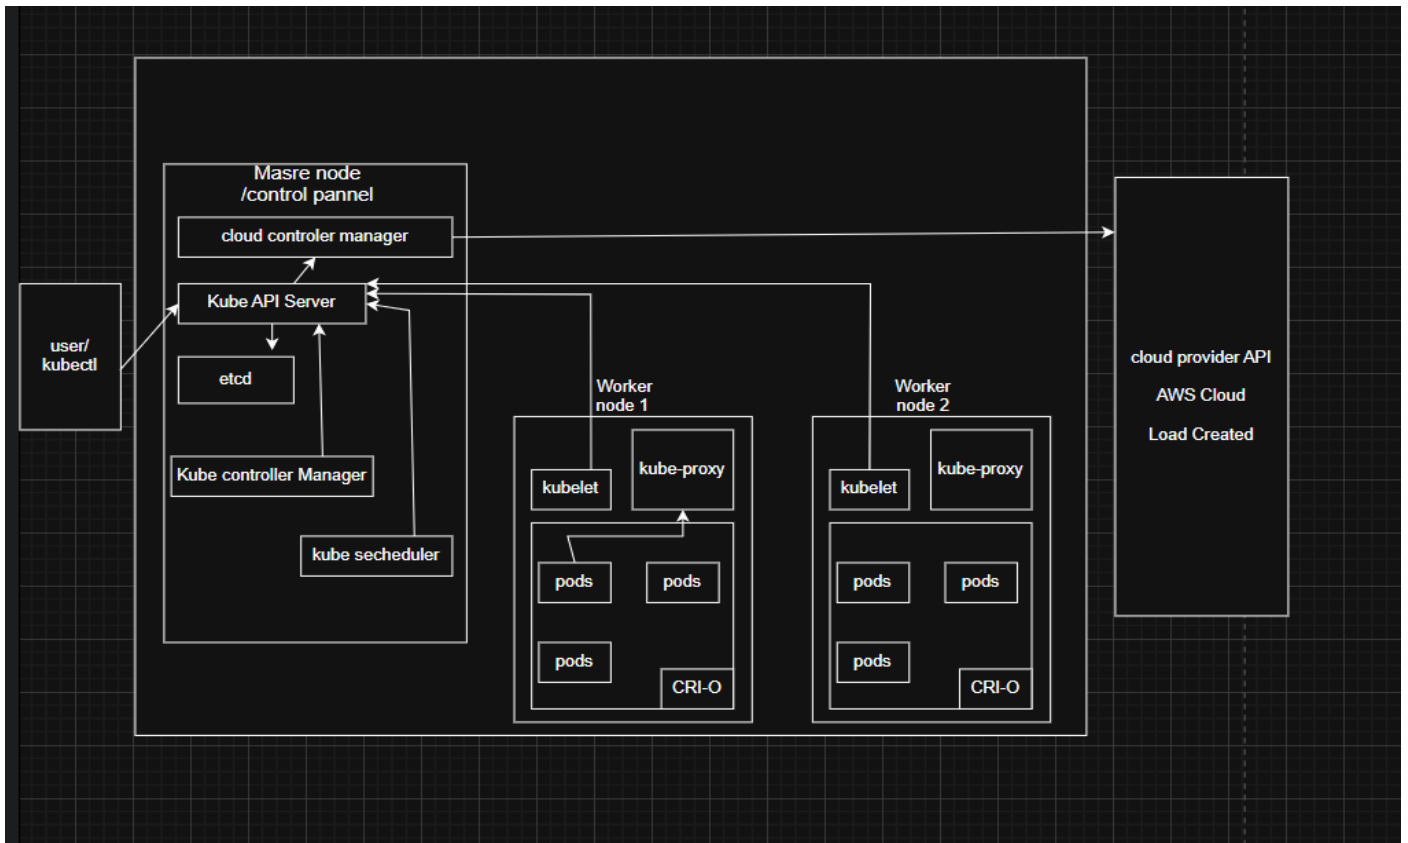 Masre node
/control pannel
cloud controler manager
Kube API Server
user/
kubectl
etcd
Kube controller Manager
kube secheduler
Worker
node 1
kubelet
kube-proxy
pods
pods
pods
CRI-O
Worker
node 2
kubelet
kube-proxy
pods
pods
pods
CRI-O
cloud provider API
AWS Cloud
Load Created